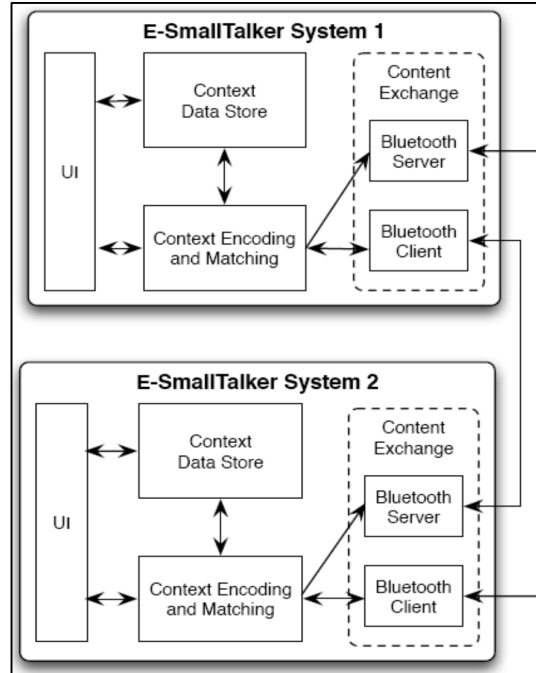 E-SmallTalker System 1
UI
Context
Data Store
Context Encoding
and Matching
Content
Exchange
Bluetooth
Server
Bluetooth
Client
E-SmallTalker System 2
UI
Context
Data Store
Context Encoding
and Matching
Content
Exchange
Bluetooth
Server
Bluetooth
Client